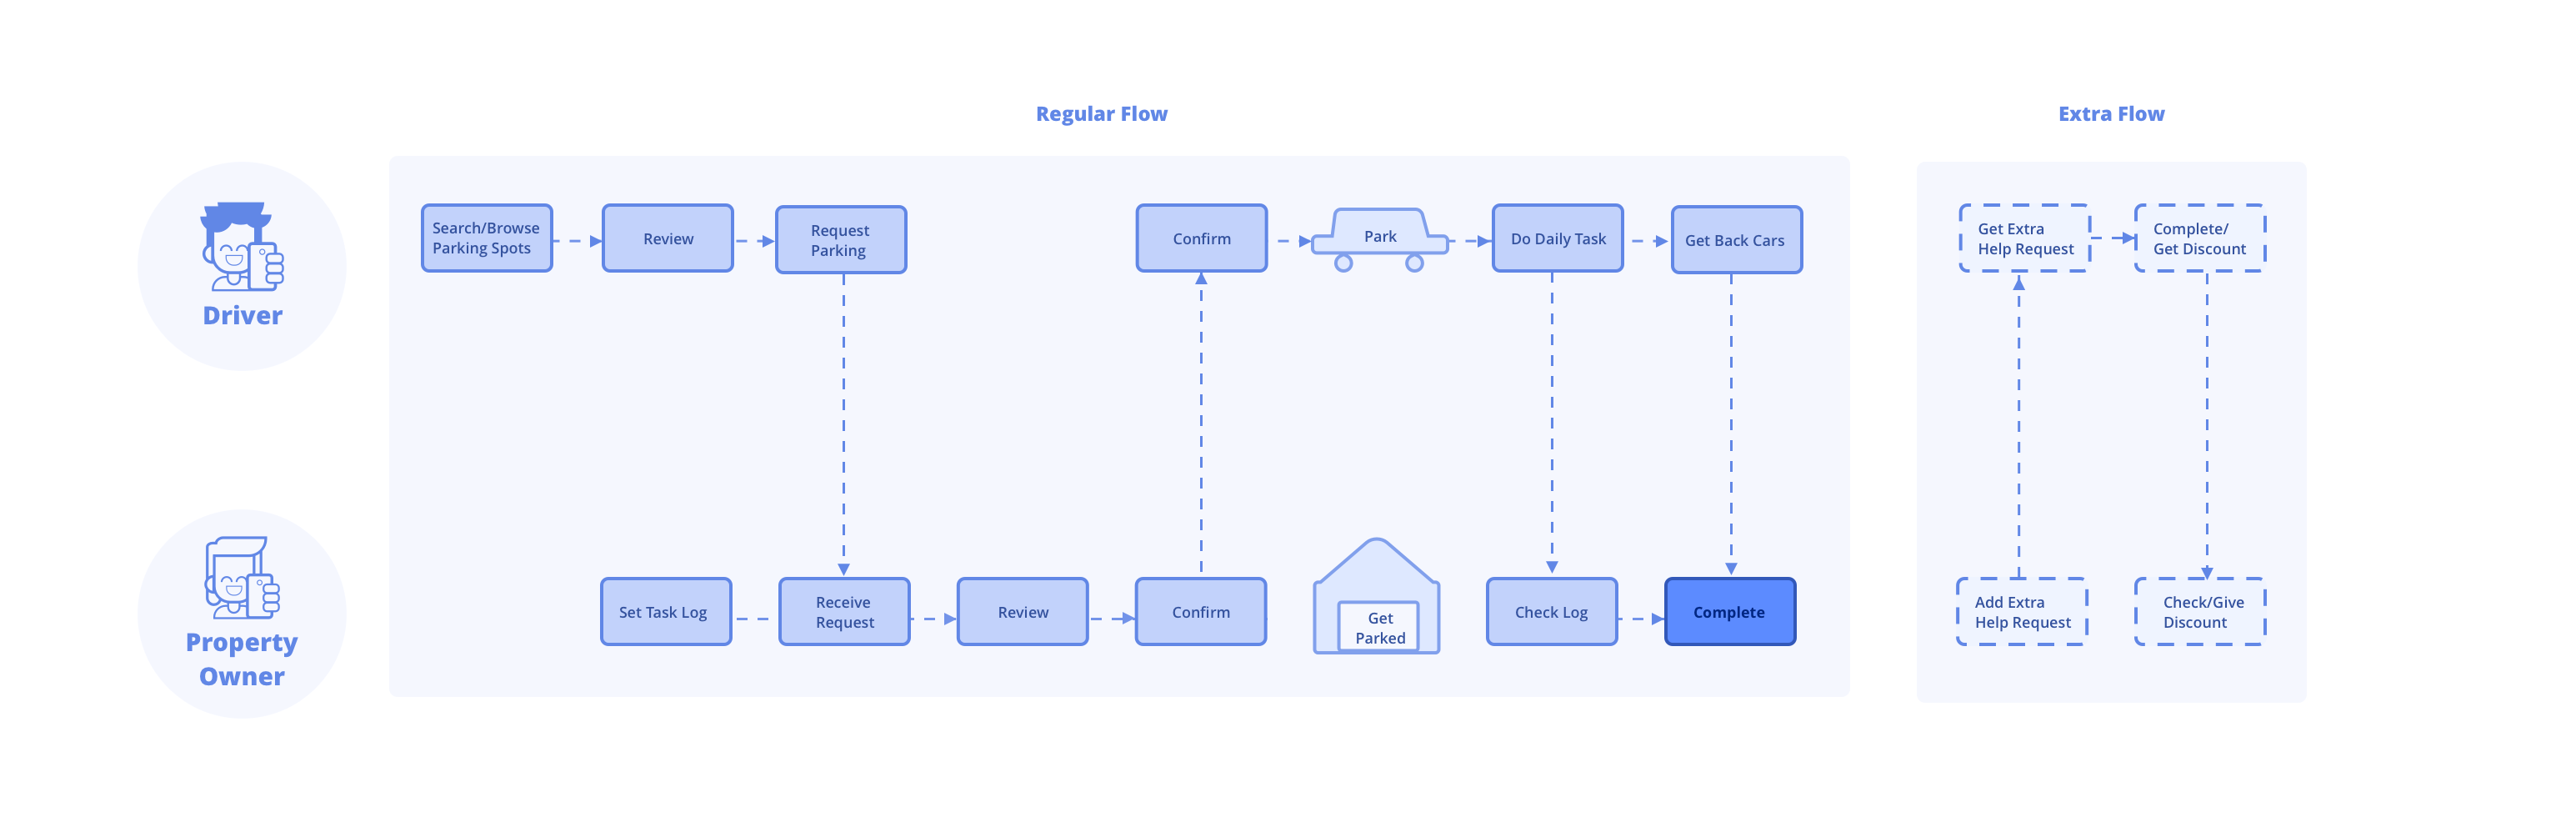 Regular Flow
Extra Flow
Driver
Search/Browse
Parking Spots
Review
Request
Parking
Confirm
Park
Do Daily Task
Get Back Cars
Get Extra
Help Request
Complete/
Get Discount
Property
Owner
Set Task Log
Receive
Request
Review
Confirm
Get
Parked
Check Log
Complete
Add Extra
Help Request
Check/Give
Discount